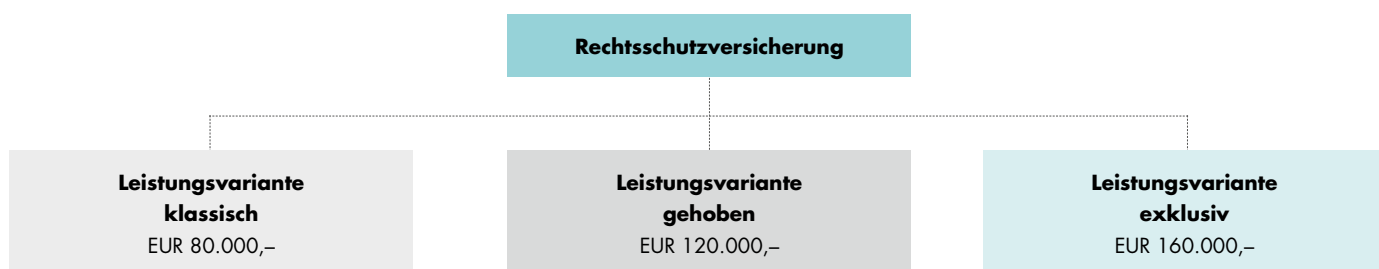 Rechtsschutzversicherung
Leistungsvariante
klassisch
EUR 80.000,–
Leistungsvariante
gehoben
EUR 120.000,–
Leistungsvariante
exklusiv
EUR 160.000,–